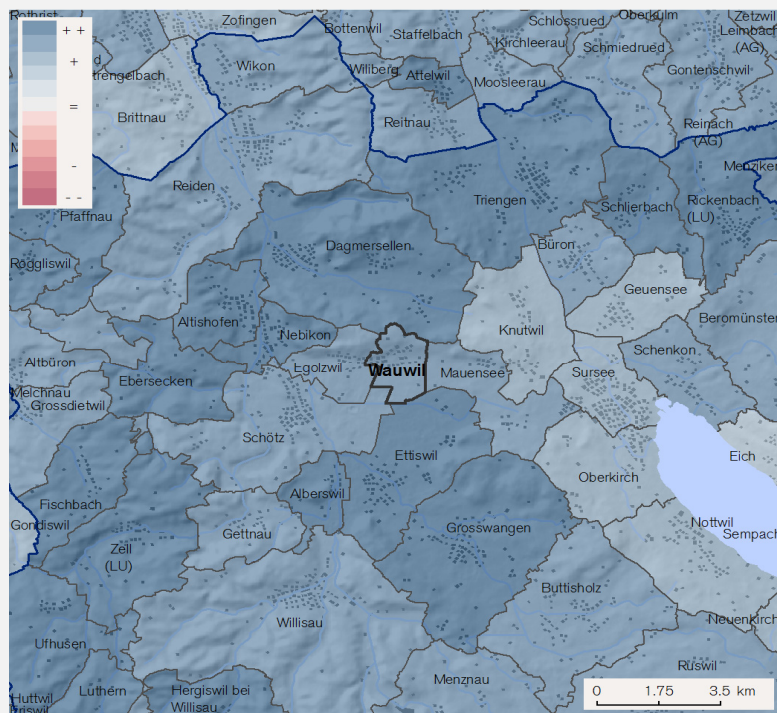 Rothrist
Zofingen
Bottenwil
Staffelbach
Schlossrued
Oberkulm
Zetzwil
Leimbach
(AG)
Kirchleerau
Schmiedrued
+ +
+
=
-
- -
trengelbach
Wikon
Wiliberg
Attelwil
Moosleerau
Gontenschwil
Brittnau
Reitnau
Reinach
(AG)
Menziken
Reiden
Pfaffnau
Triengen
Schlierbach
Rickenbach
(LU)
Dagmersellen
Büron
Roggliswil
Geuensee
Altishofen
Nebikon
Knutwil
Beromünster
Schenkon
Altbüron
Egolzwil
Wauwil
Mauensee
Sursee
Ebersecken
Melchnau
Grossdietwil
Schötz
Ettiswil
Eich
Oberkirch
Alberswil
Fischbach
Gondiswil
Grosswangen
Nottwil
Sempach
Gettnau
Zell
(LU)
Buttisholz
Willisau
Neuenkirch
Ufhusen
Ruswil
Menznau
Luthern
Hergiswil bei
Willisau
Huttwil
0 1.75 3.5 km